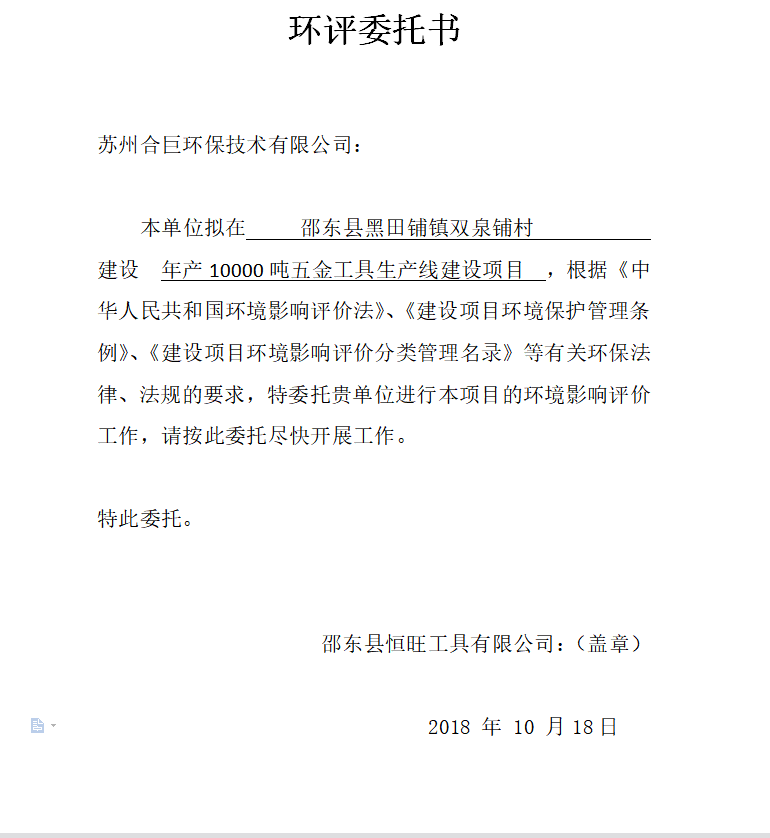 环评委托书
苏州合巨环保技术有限公司：
本单位拟在 邵东县黑田铺镇双泉铺村
建设 年产 10000 吨五金工具生产线建设项目 ，根据《中
华人民共和国环境影响评价法》、《建设项目环境保护管理条
例》、《建设项目环境影响评价分类管理名录》等有关环保法
律、法规的要求，特委托贵单位进行本项目的环境影响评价
工作，请按此委托尽快开展工作。
特此委托。
邵东县恒旺工具有限公司：（盖章）
2018 年 10 月 18日